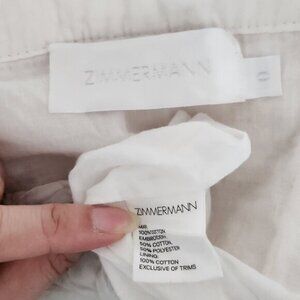 ZIMMERMANN
0
ZIMMERMANN
100%COTTON
50% COTTON,
50% POLYESTER
LINING:
100% COTTON
EXCLUSIVE OF TRIMS